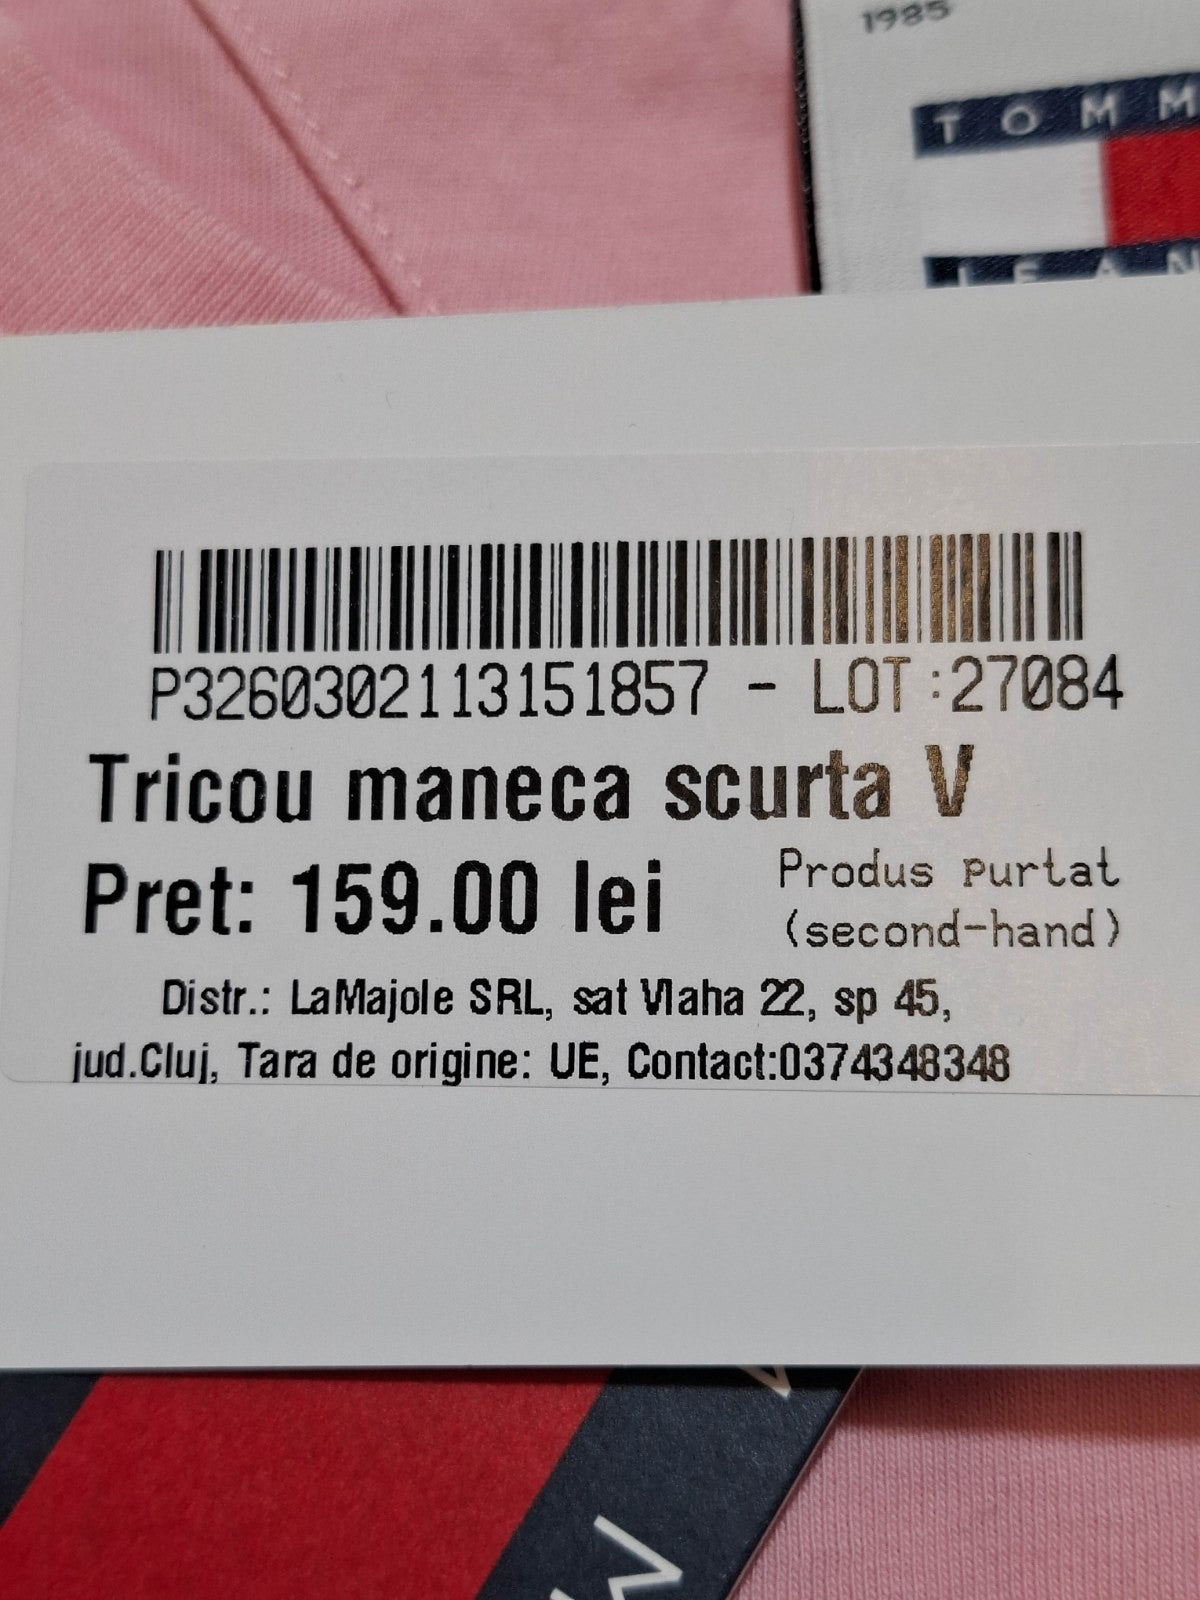 1985
TOMM
JEAN
P3260302113151857 - LOT:27084
Tricou maneca scurta V
Pret: 159.00 lei
Produs purtat
(second-hand)
Distr.: LaMajole SRL, sat Vlaha 22, sp 45,
jud.Cluj, Tara de origine: UE, Contact:0374348348
M